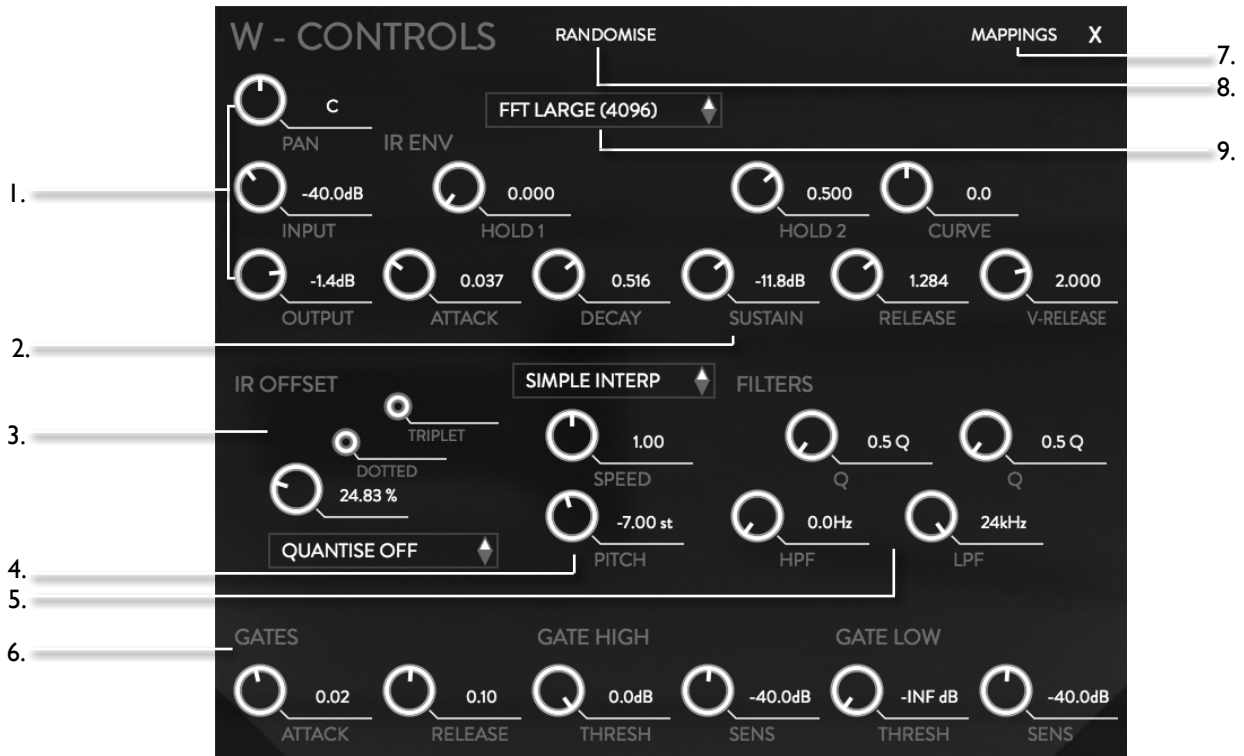 W - CONTROLS RANDOMISE MAPPINGS X
7.
8.
C FFT LARGE (4096)
PAN IR ENV
9.
1. -40.0dB 0.000 0.500 0.0
INPUT HOLD 1 HOLD 2 CURVE
-1.4dB 0.037 0.516 -11.8dB 1.284 2.000
OUTPUT ATTACK DECAY SUSTAIN RELEASE V-RELEASE
2.
IR OFFSET SIMPLE INTERP FILTERS
3. TRIPLET 1.00 0.5 Q 0.5 Q
DOTTED SPEED Q Q
24.83 %
-7.00 st 0.0Hz 24kHz
QUANTISE OFF PITCH HPF LPF
4.
5.
GATES GATE HIGH GATE LOW
6.
0.02 0.10 0.0dB -40.0dB -INF dB -40.0dB
ATTACK RELEASE THRESH SENS THRESH SENS